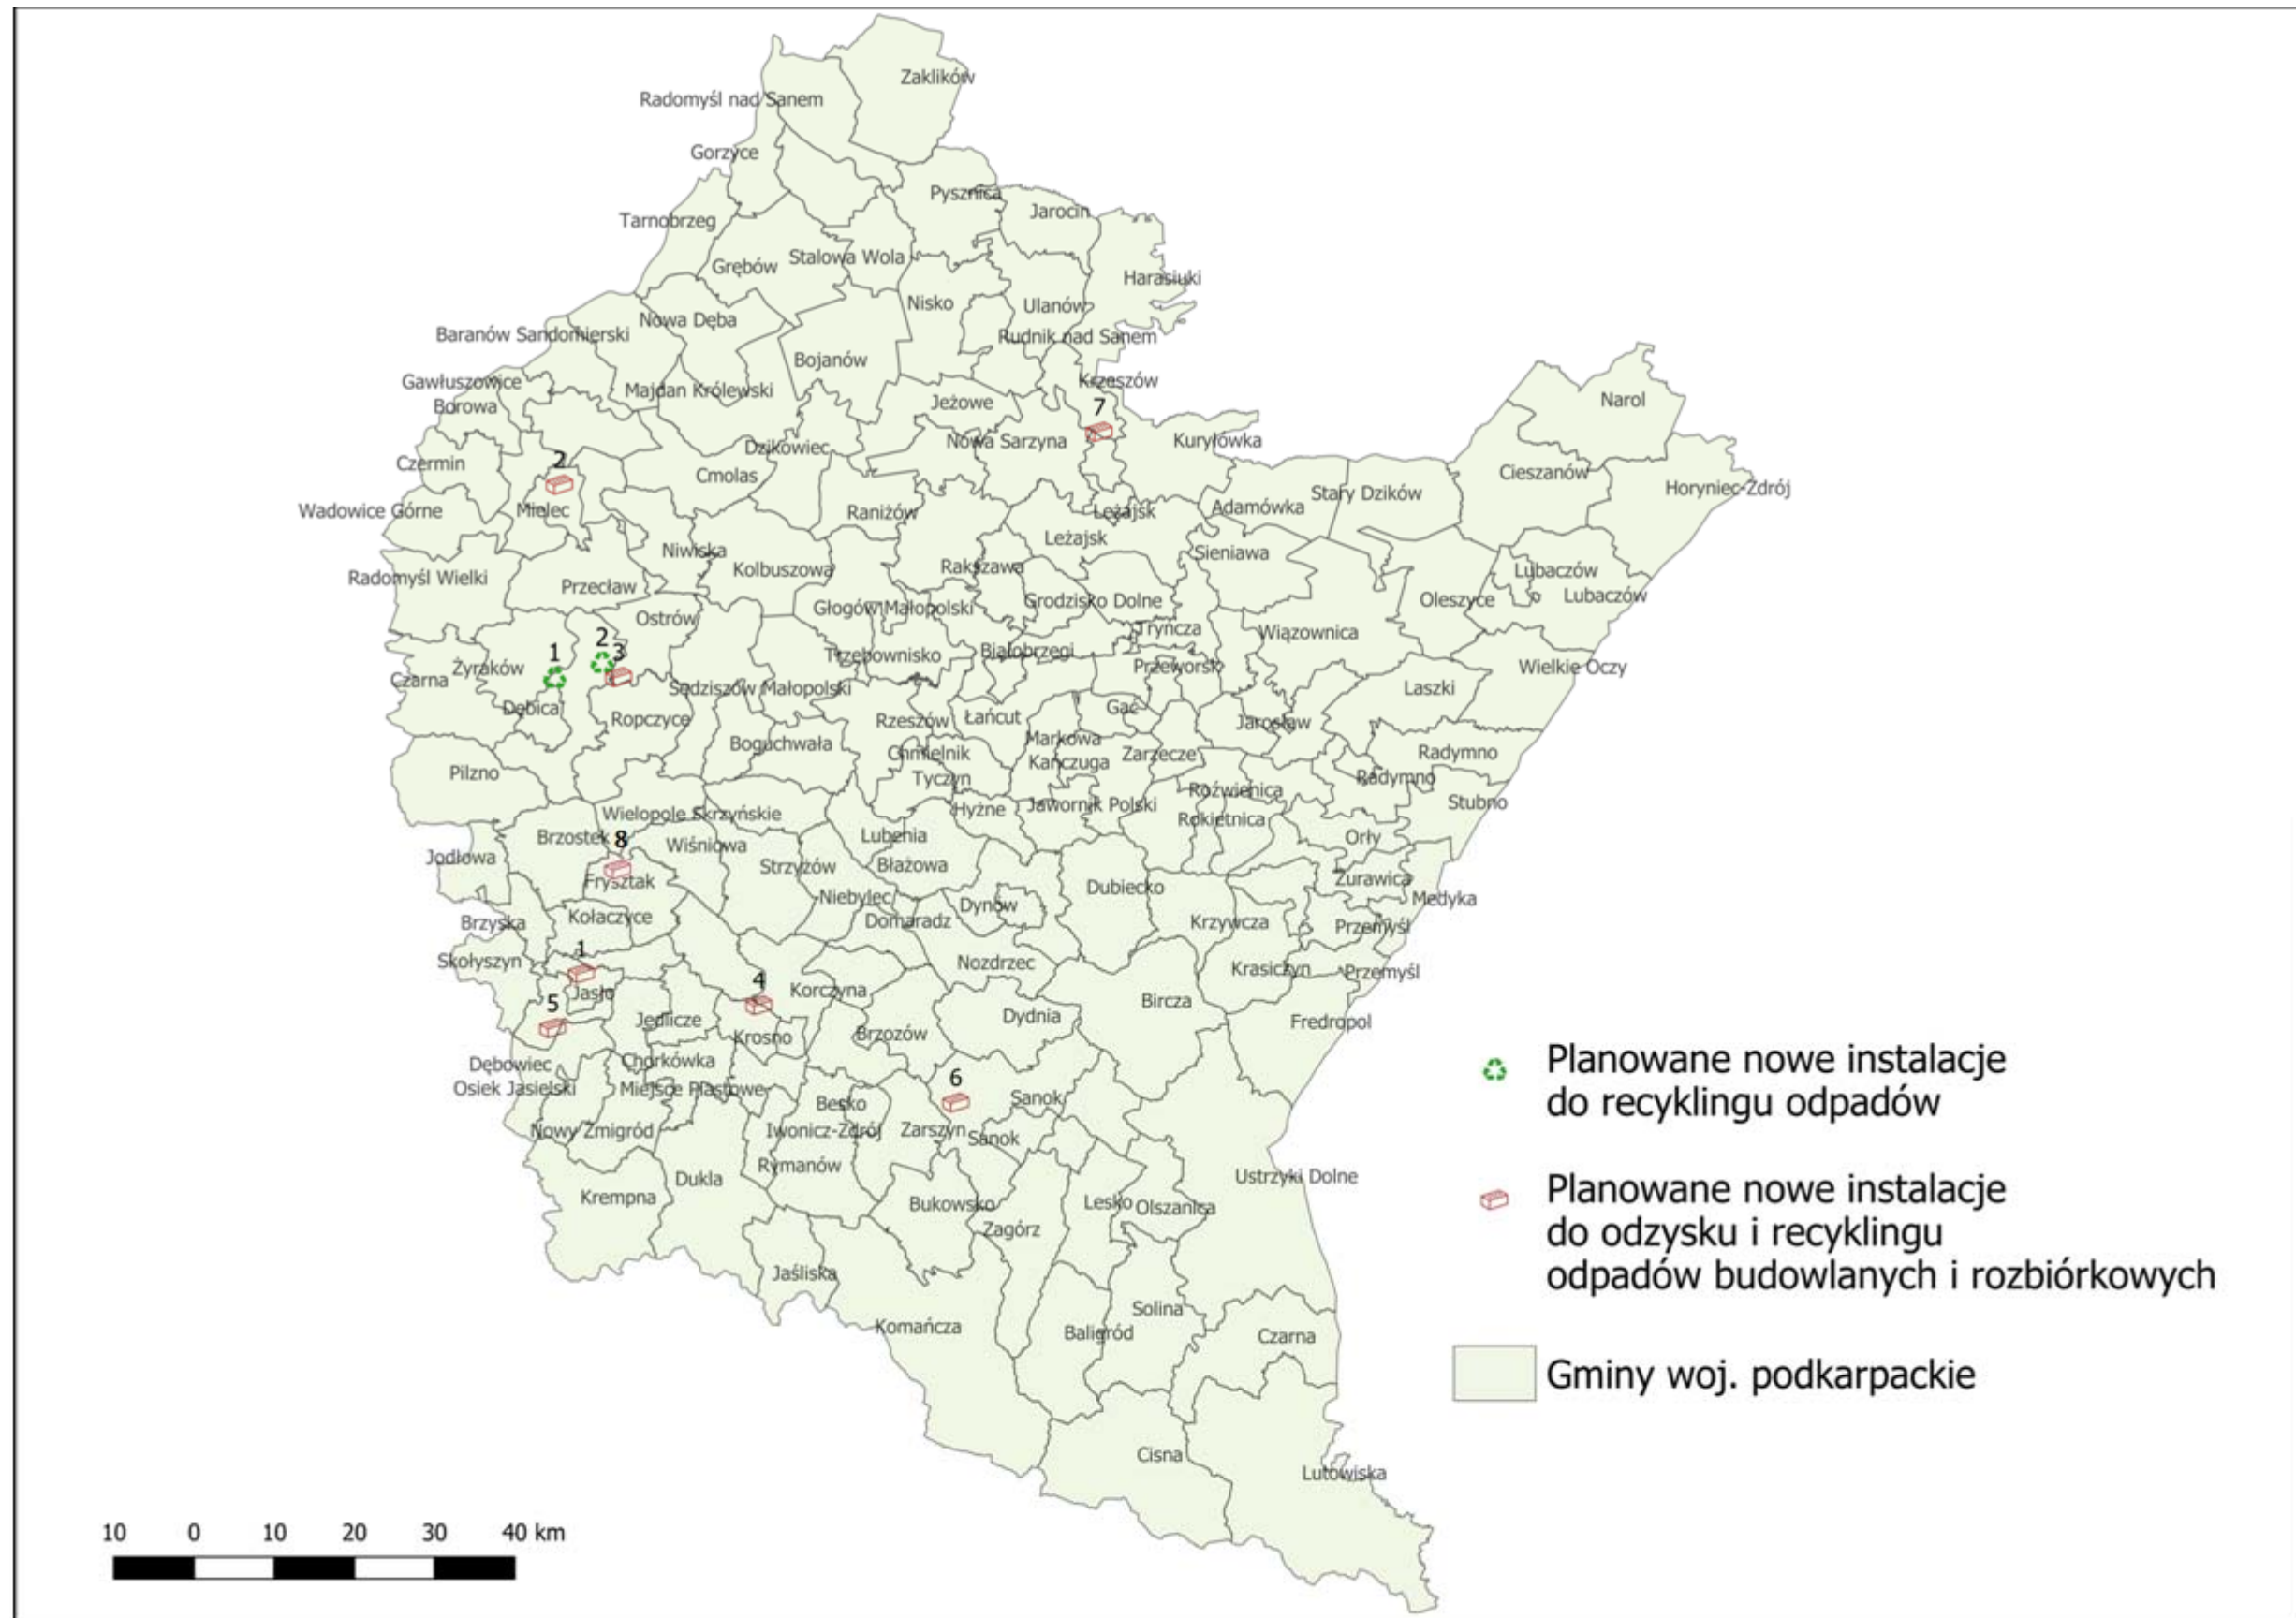 Zaklików
Radomyśl nad Sanem
Gorzyce
Pysznica
Jarocin
Tarnobrzeg
Stalowa Wola
Grębów
Harasiuki
Nisko
Ulanów
Nowa Dęba
Baranów Sandomierski
Rudnik nad Sanem
Bojanów
Gawłuszowice
Krzeszów
Majdan Królewski
Narol
Borowa
Jeżowe
7
Nowa Sarzyna
Kuryłówka
Dzikowiec
2
Czermin
Cmolas
Cieszanów
Horyniec-Zdrój
Stary Dzików
Adamówka
Wadowice Górne
Mielec
Raniżów
Leżajsk
Leżajsk
Niwiska
Sieniawa
Kolbuszowa
Rakszawa
Lubaczów
Radomyśl Wielki
Przecław
Lubaczów
Oleszyce
Grodzisko Dolne
Głogów Małopolski
Ostrów
Tryńcza
Wiązownica
2
1
3
Trzebownisko
Białobrzegi
Przeworsk
Wielkie Oczy
Żyraków
Czarna
Sędziszów Małopolski
Laszki
Dębica
Ropczyce
Rzeszów
Łańcut
Gać
Jarosław
Boguchwała
Markowa
Chmielnik
Kańczuga
Zarzecze
Radymno
Pilzno
Tyczyn
Radymno
Roźwienica
Stubno
Hyżne
Jawornik Polski
Wielopole Skrzyńskie
Rokietnica
Brzostek
8
Wiśniowa
Lubenia
Orły
Jodłowa
Strzyżów
Błażowa
Frysztak
Dubiecko
Żurawica
Niebylec
Medyka
Dynów
Kołaczyce
Brzyska
Domaradz
Krzywcza
Przemyśl
Skołyszyn
1
Nozdrzec
Krasiczyn
Przemyśl
4
Korczyna
Jasło
5
Bircza
Jedlicze
Dydnia
Fredropol
Krosno
Brzozów
Dębowiec
Chorkówka
Osiek Jasielski
Miejsce Piastowe
6
Sanok
Besko
Nowy Żmigród
Iwonicz-Zdrój
Zarszyn
Sanok
Rymanów
Dukla
Ustrzyki Dolne
Krempna
Bukowsko
Lesko
Olszanica
Zagórz
Jaśliska
Solina
Komańcza
Baligród
Czarna
Cisna
Lutowiska
Planowane nowe instalacje
do recyklingu odpadów
Planowane nowe instalacje
do odzysku i recyklingu
odpadów budowlanych i rozbiórkowych
Gminy woj. podkarpackie
10 0 10 20 30 40 km